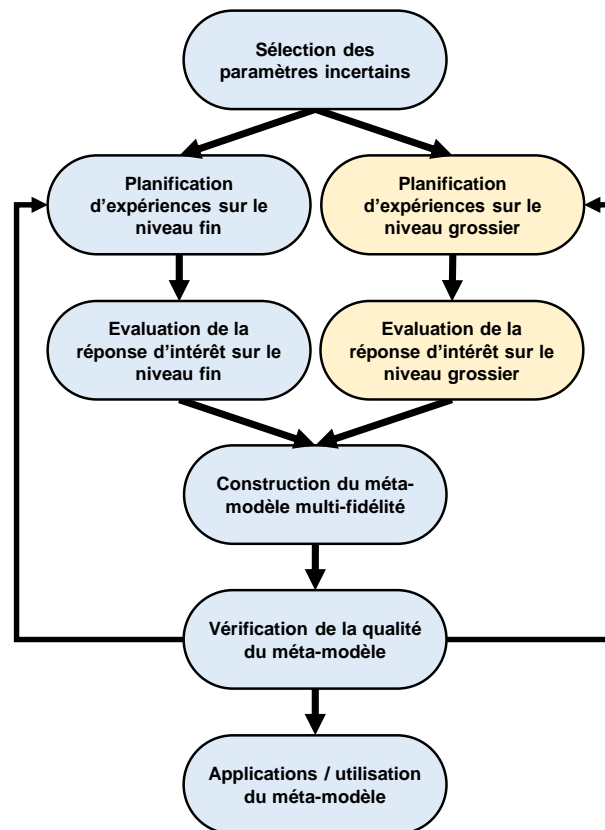 Sélection des
paramètres incertains
Planification
d'expériences sur le
niveau fin
Planification
d'expériences sur le
niveau grossier
Evaluation de la
réponse d'intérêt sur le
niveau fin
Evaluation de la
réponse d'intérêt sur le
niveau grossier
Construction du méta-
modèle multi-fidélité
Vérification de la qualité
du méta-modèle
Applications / utilisation
du méta-modèle